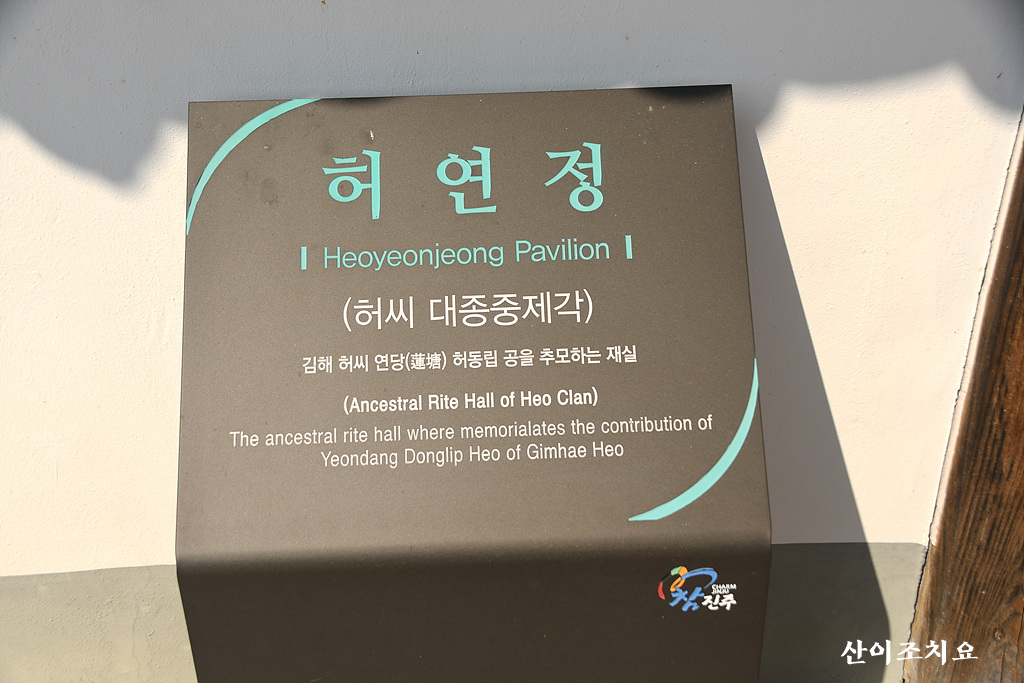 허연정
Heoyeonjeong Pavilion
(허씨 대종중제각)
김해 허씨 연당(蓮塘) 허동립 공을 추모하는 재실
(Ancestral Rite Hall of Heo Clan)
The ancestral rite hall where memorialates the contribution of
Yeondang Donglip Heo of Gimhae Heo
CHARM
JINJU
참진주
산이조치요